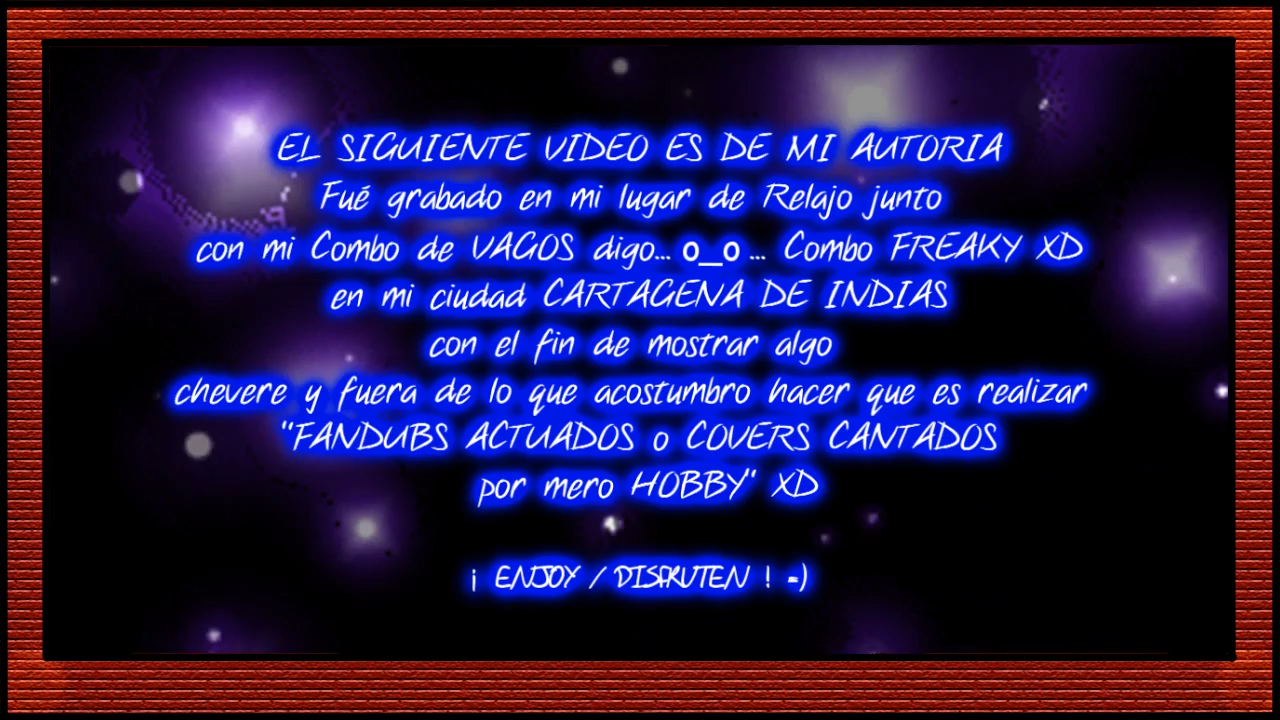 EL SIGUIENTE VIDEO ES DE MI AUTORIA
Fué grabado en mi lugar de Relajo junto
con mi Combo de VAGOS digo... o_o ... Combo FREAKY XD
en mi ciudad CARTAGENA DE INDIAS
con el fin de mostrar algo
chevere y fuera de lo que acostumbro hacer que es realizar
"FANDUBS ACTUADOS o COVERS CANTADOS
por mero HOBBY" XD
¡ ENJOY / DISFRUTEN ! =)